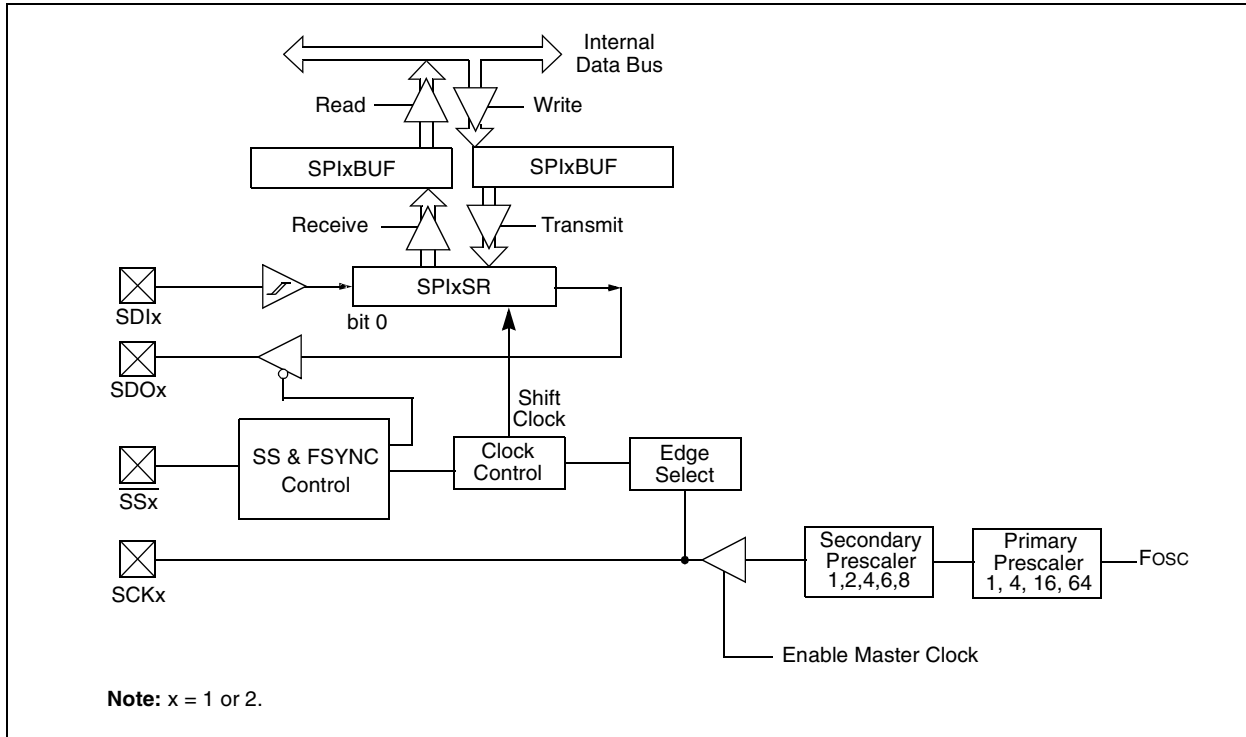 Internal
Data Bus
Read
Write
SPIxBUF
SPIxBUF
Receive
Transmit
SPIxSR
SDIx
bit 0
SDOx
Shift
Clock
SS & FSYNC
Control
Clock
Control
Edge
Select
SSx
Secondary
Prescaler
1,2,4,6,8
Primary
Prescaler
1, 4, 16, 64
FOSC
SCKx
Enable Master Clock
Note: x = 1 or 2.